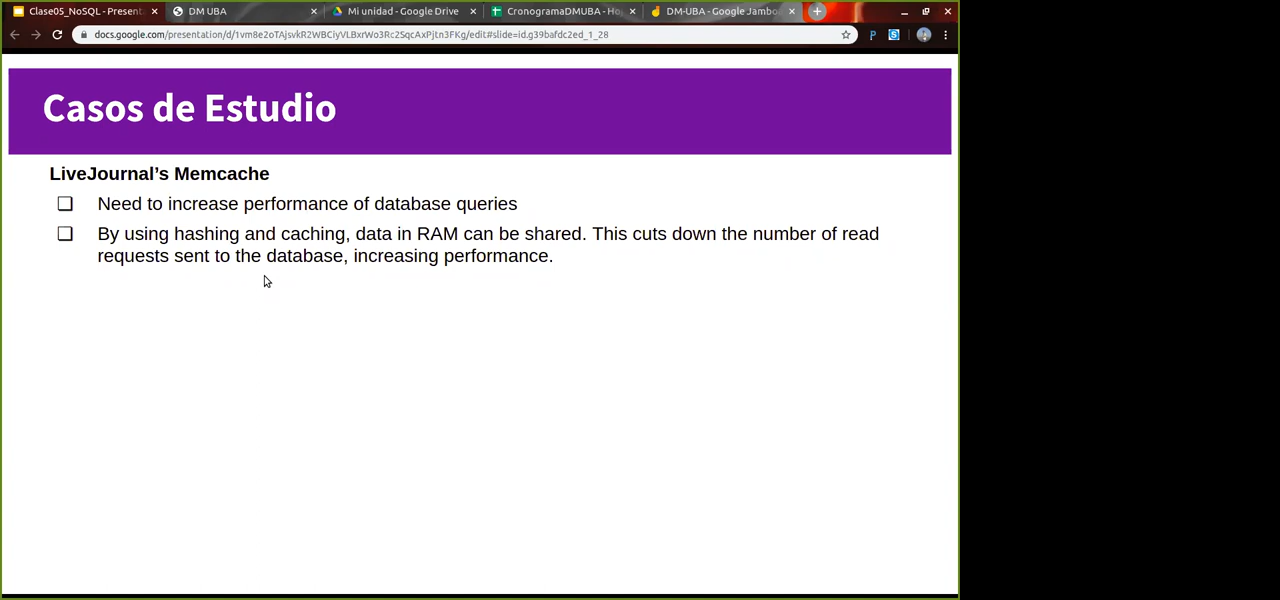 Clase05_NoSQL - Present
DM UBA
Mi unidad - Google Drive
CronogramaDMUBA - Ho
DM-UBA - Google Jambo
docs.google.com/presentation/d/1vm8e2oTAjsvkR2WBCiyVLBxrWo3Rc2SqcAxPjtn3FKg/edit#slide=id.g39bafdc2ed_1_28
Casos de Estudio
LiveJournal’s Memcache
Need to increase performance of database queries
By using hashing and caching, data in RAM can be shared. This cuts down the number of read
requests sent to the database, increasing performance.